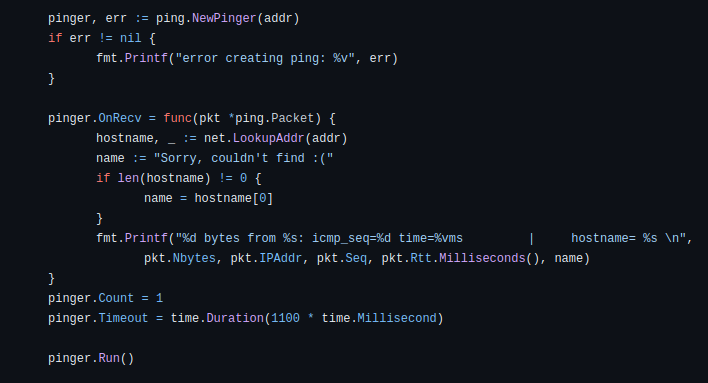 pinger, err := ping.NewPinger(addr)
if err != nil {
fmt.Printf("error creating ping: %v", err)
}
pinger.OnRecv = func(pkt *ping.Packet) {
hostname, _ := net.LookupAddr(addr)
name := "Sorry, couldn't find :("
if len(hostname) != 0 {
name = hostname[0]
}
fmt.Printf("%d bytes from %s: icmp_seq=%d time=%vms         |     hostname= %s \n",
pkt.Nbytes, pkt.IPAddr, pkt.Seq, pkt.Rtt.Milliseconds(), name)
}
pinger.Count = 1
pinger.Timeout = time.Duration(1100 * time.Millisecond)
pinger.Run()